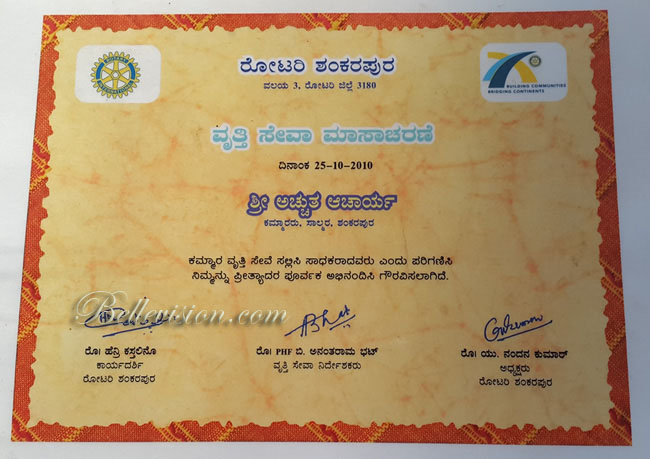 ROTARY
INTERNATIONAL
ರೋಟರಿ ಶಂಕರಪುರ
ವಲಯ 3, ರೋಟರಿ ಜಿಲ್ಲೆ 3180
BUILDING COMMUNITIES
BRIDGING CONTINENTS
ವೃತ್ತಿ ಸೇವಾ ಮಾಸಾಚರಣೆ
ದಿನಾಂಕ 25-10-2010
ಶ್ರೀ ಅಚ್ಚುತ ಆಚಾರ್ಯ
ಕಮ್ಮಾರರು, ಸಾಲ್ಮರ, ಶಂಕರಪುರ
ಕಮ್ಮಾರ ವೃತ್ತಿ ಸೇವೆ ಸಲ್ಲಿಸಿ ಸಾಧಕರಾದವರು ಎಂದು ಪರಿಗಣಿಸಿ
ನಿಮ್ಮನ್ನು ಪ್ರೀತ್ಯಾದರ ಪೂರ್ವಕ ಅಭಿನಂದಿಸಿ ಗೌರವಿಸಲಾಗಿದೆ.
Bellevision.com
ರೊ| ಹೆನ್ರಿ ಕಸ್ತಲಿನೊ
ಕಾರ್ಯದರ್ಶಿ
ರೋಟರಿ ಶಂಕರಪುರ
ರೊ| PHF ಬಿ. ಅನಂತರಾಮ ಭಟ್
ವೃತ್ತಿ ಸೇವಾ ನಿರ್ದೇಶಕರು
ರೊ| ಯು. ನಂದನ ಕುಮಾರ್
ಅಧ್ಯಕ್ಷರು
ರೋಟರಿ ಶಂಕರಪುರ